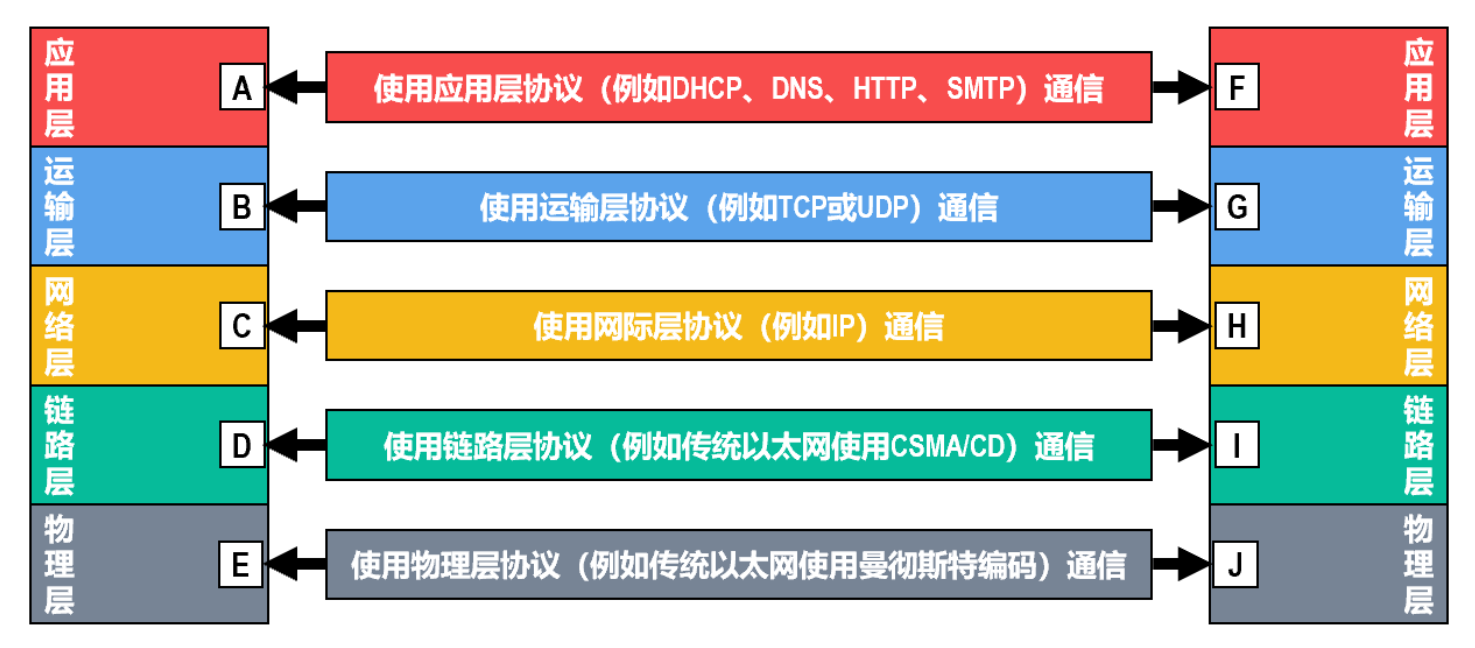 应用层
A
使用应用层协议（例如DHCP、DNS、HTTP、SMTP）通信
F
应用层
运输层
B
使用运输层协议（例如TCP或UDP）通信
G
运输层
网络层
C
使用网际层协议（例如IP）通信
H
网络层
链路层
D
使用链路层协议（例如传统以太网使用CSMA/CD）通信
I
链路层
物理层
E
使用物理层协议（例如传统以太网使用曼彻斯特编码）通信
J
物理层